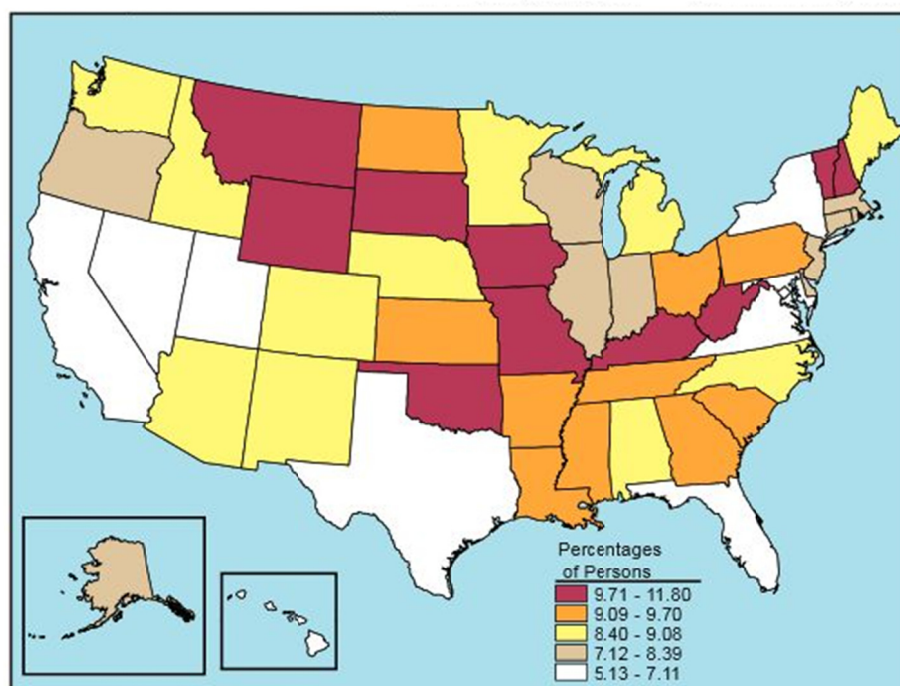 Percentages
of Persons
9.71 - 11.80
9.09 - 9.70
8.40 - 9.08
7.12 - 8.39
5.13 - 7.11